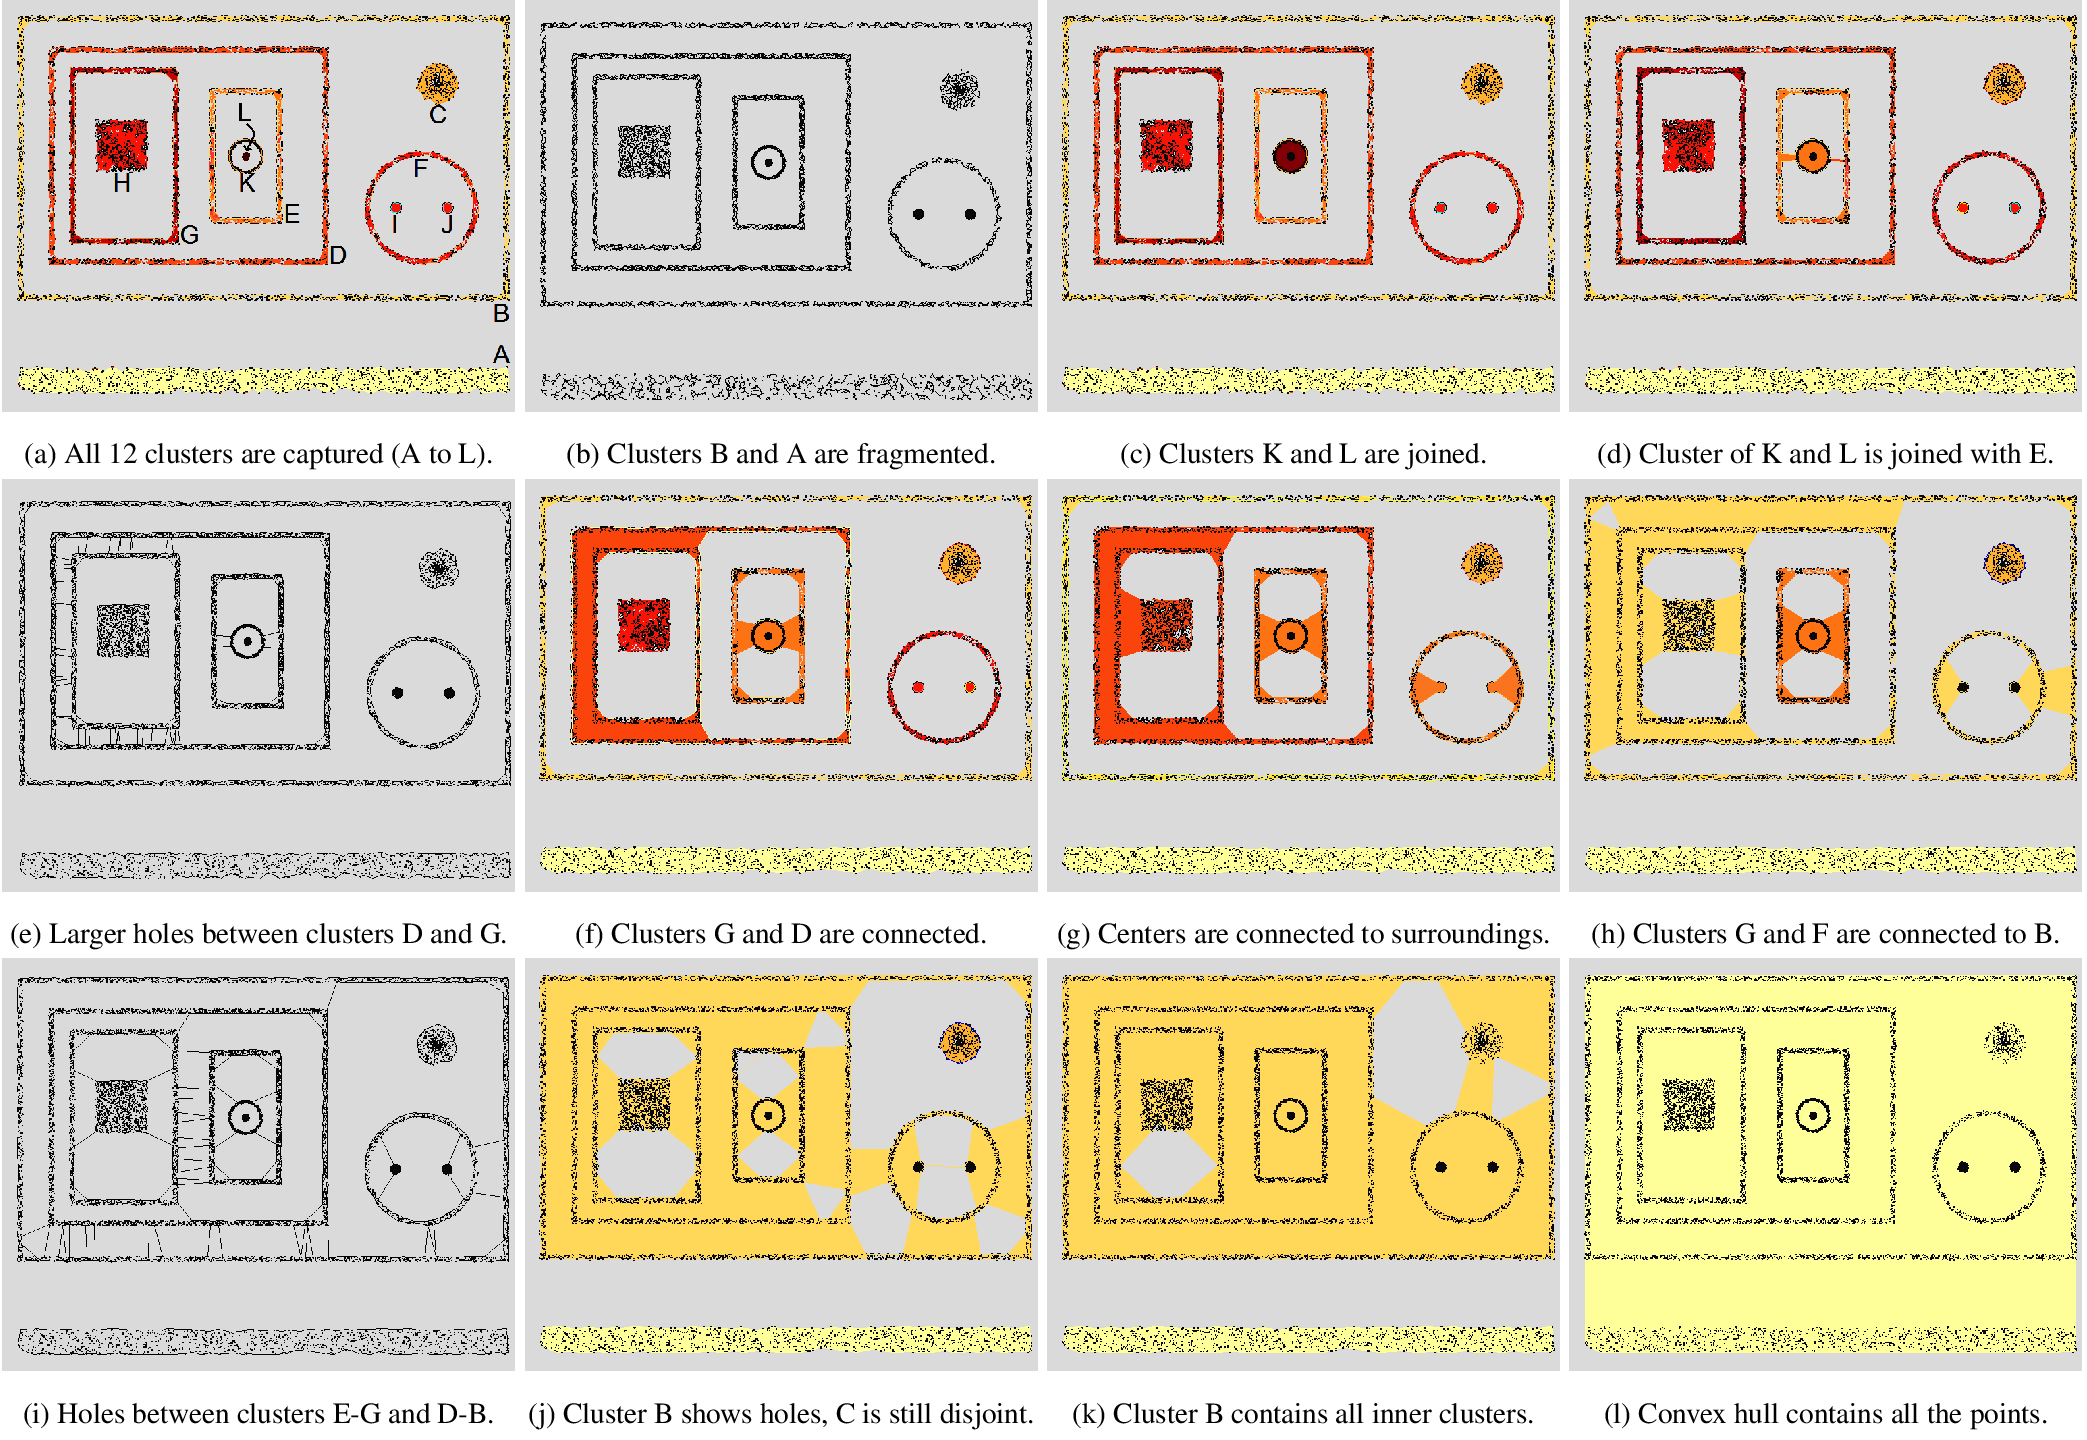 L
C
F
H
K
I
J
E
G
D
B
A
(a) All 12 clusters are captured (A to L).
(b) Clusters B and A are fragmented.
(c) Clusters K and L are joined.
(d) Cluster of K and L is joined with E.
(e) Larger holes between clusters D and G.
(f) Clusters G and D are connected.
(g) Centers are connected to surroundings.
(h) Clusters G and F are connected to B.
(i) Holes between clusters E-G and D-B.
(j) Cluster B shows holes, C is still disjoint.
(k) Cluster B contains all inner clusters.
(l) Convex hull contains all the points.